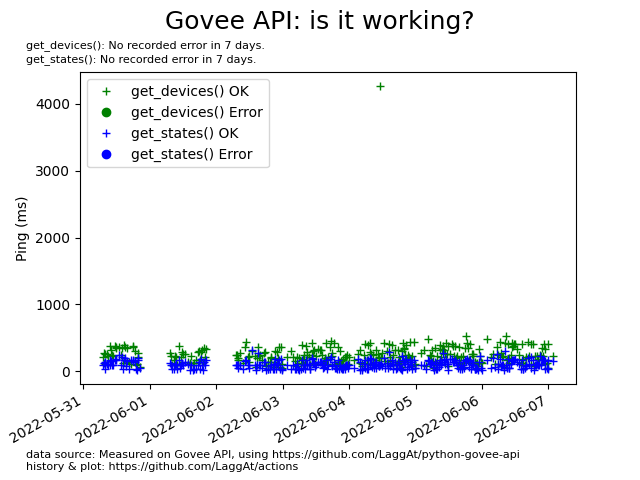 Govee API: is it working?
get_devices(): No recorded error in 7 days.
get_states(): No recorded error in 7 days.
get_devices() OK
get_devices() Error
get_states() OK
get_states() Error
Ping (ms)
4000
3000
2000
1000
0
2022-05-31
2022-06-01
2022-06-02
2022-06-03
2022-06-04
2022-06-05
2022-06-06
2022-06-07
data source: Measured on Govee API, using https://github.com/LaggAt/python-govee-api
history & plot: https://github.com/LaggAt/actions